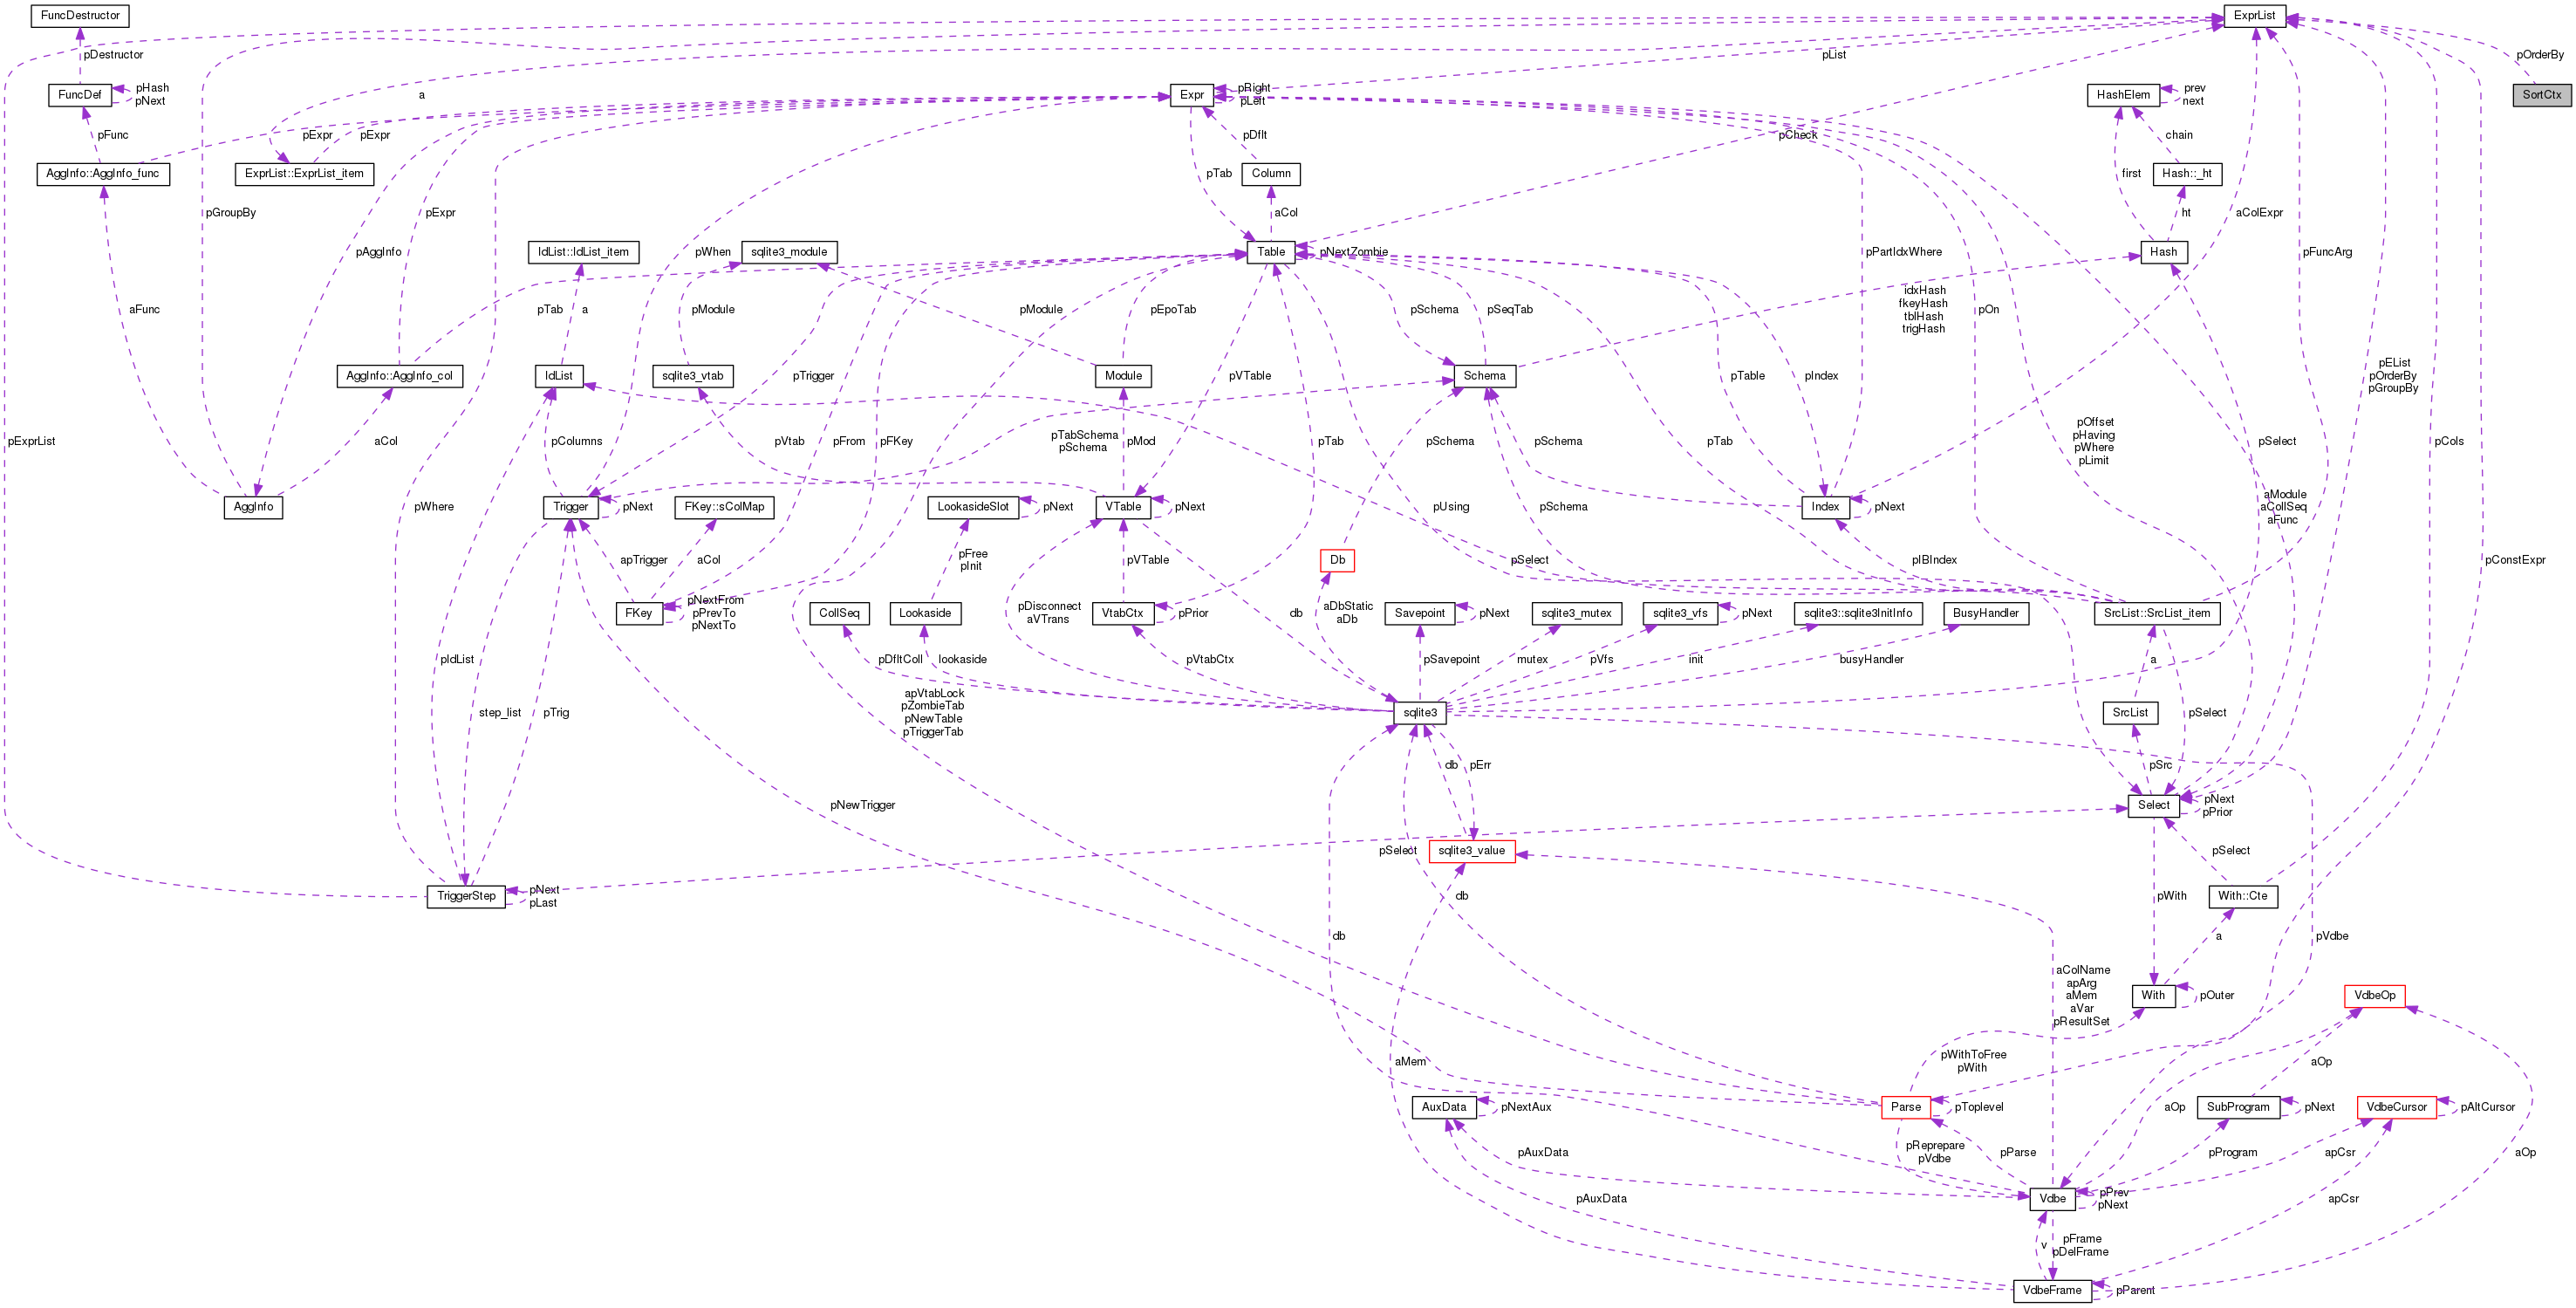 FuncDestructor
ExprList
pDestructor
pList
pOrderBy
FuncDef
pHash
pNext
a
Expr
pRight
pLeft
HashElem
prev
next
SortCtx
pFunc
pExpr
pExpr
pDflt
pCheck
chain
AggInfo::AggInfo_func
ExprList::ExprList_item
pTab
Column
first
Hash::_ht
pGroupBy
pExpr
aCol
ht
aColExpr
pAggInfo
IdList::IdList_item
pWhen
sqlite3_module
Table
pNextZombie
pPartIdxWhere
Hash
pFuncArg
aFunc
pTab
a
pModule
pModule
pEpoTab
pSchema
pSeqTab
idxHash
fkeyHash
tblHash
trigHash
pOn
AggInfo::AggInfo_col
IdList
sqlite3_vtab
pTrigger
Module
pVTable
Schema
pTable
pIndex
pEList
pOrderBy
pGroupBy
pExprList
aCol
pColumns
pVtab
pFrom
pFKey
pTabSchema
pSchema
pMod
pTab
pSchema
pTab
pSchema
pOffset
pHaving
pWhere
pLimit
pSelect
pCols
AggInfo
pWhere
Trigger
pNext
FKey::sColMap
LookasideSlot
pNext
VTable
pNext
pUsing
pSchema
Index
pNext
aModule
aCollSeq
aFunc
apTrigger
aCol
pFree
pInit
pVTable
Db
pSelect
pIBIndex
pConstExpr
FKey
pNextFrom
pPrevTo
pNextTo
CollSeq
Lookaside
pDisconnect
aVTrans
VtabCtx
pPrior
db
aDbStatic
aDb
Savepoint
pNext
sqlite3_mutex
sqlite3_vfs
pNext
sqlite3::sqlite3InitInfo
BusyHandler
SrcList::SrcList_item
pIdList
pDfltColl
lookaside
pVtabCtx
pSavepoint
mutex
pVfs
init
busyHandler
a
step_list
pTrig
apVtabLock
pZombieTab
pNewTable
pTriggerTab
sqlite3
SrcList
pSelect
db
pErr
pSrc
pNewTrigger
Select
pNext
pPrior
pSelect
sqlite3_value
pSelect
TriggerStep
pNext
pLast
db
pWith
With::Cte
db
a
pVdbe
aColName
apArg
aMem
aVar
pResultSet
With
pOuter
VdbeOp
aMem
pWithToFree
pWith
aOp
AuxData
pNextAux
Parse
pToplevel
aOp
SubProgram
pNext
VdbeCursor
pAltCursor
pAuxData
pReprepare
pVdbe
pParse
pProgram
apCsr
aOp
pAuxData
Vdbe
pPrev
pNext
apCsr
v
pFrame
pDelFrame
VdbeFrame
pParent